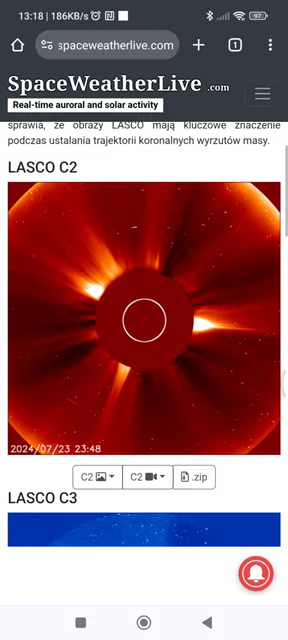 13:18 | 186KB/s
97
spaceweatherlive.com
1
SpaceWeatherLive.com
Real-time auroral and solar activity
sprawia, że obrazy LASCO mają kluczowe znaczenie
podczas ustalania trajektorii koronalnych wyrzutów masy.
LASCO C2
2024/07/23 23:48
C2
C2
.zip
LASCO C3